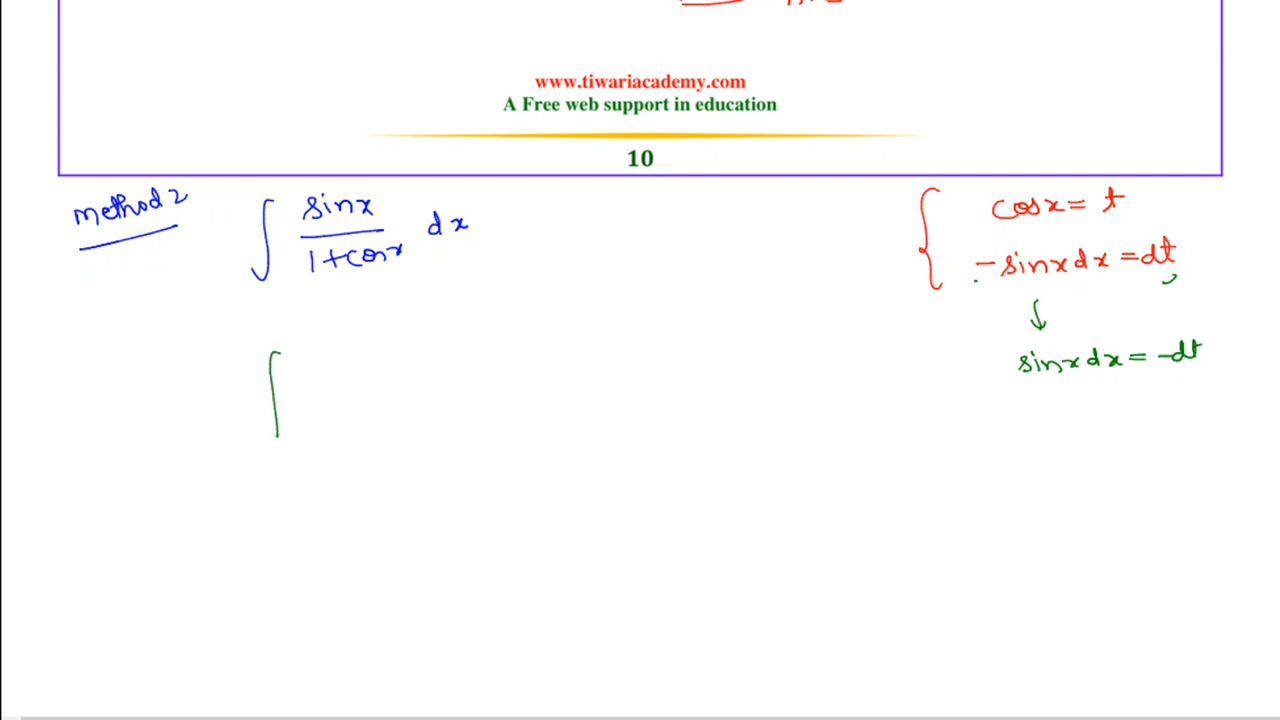 www.tiwariacademy.com
A Free web support in education
10
method 2
∫ sinx / 1+cosx dx
cosx = t
-sinx dx = dt
sinx dx = -dt
∫